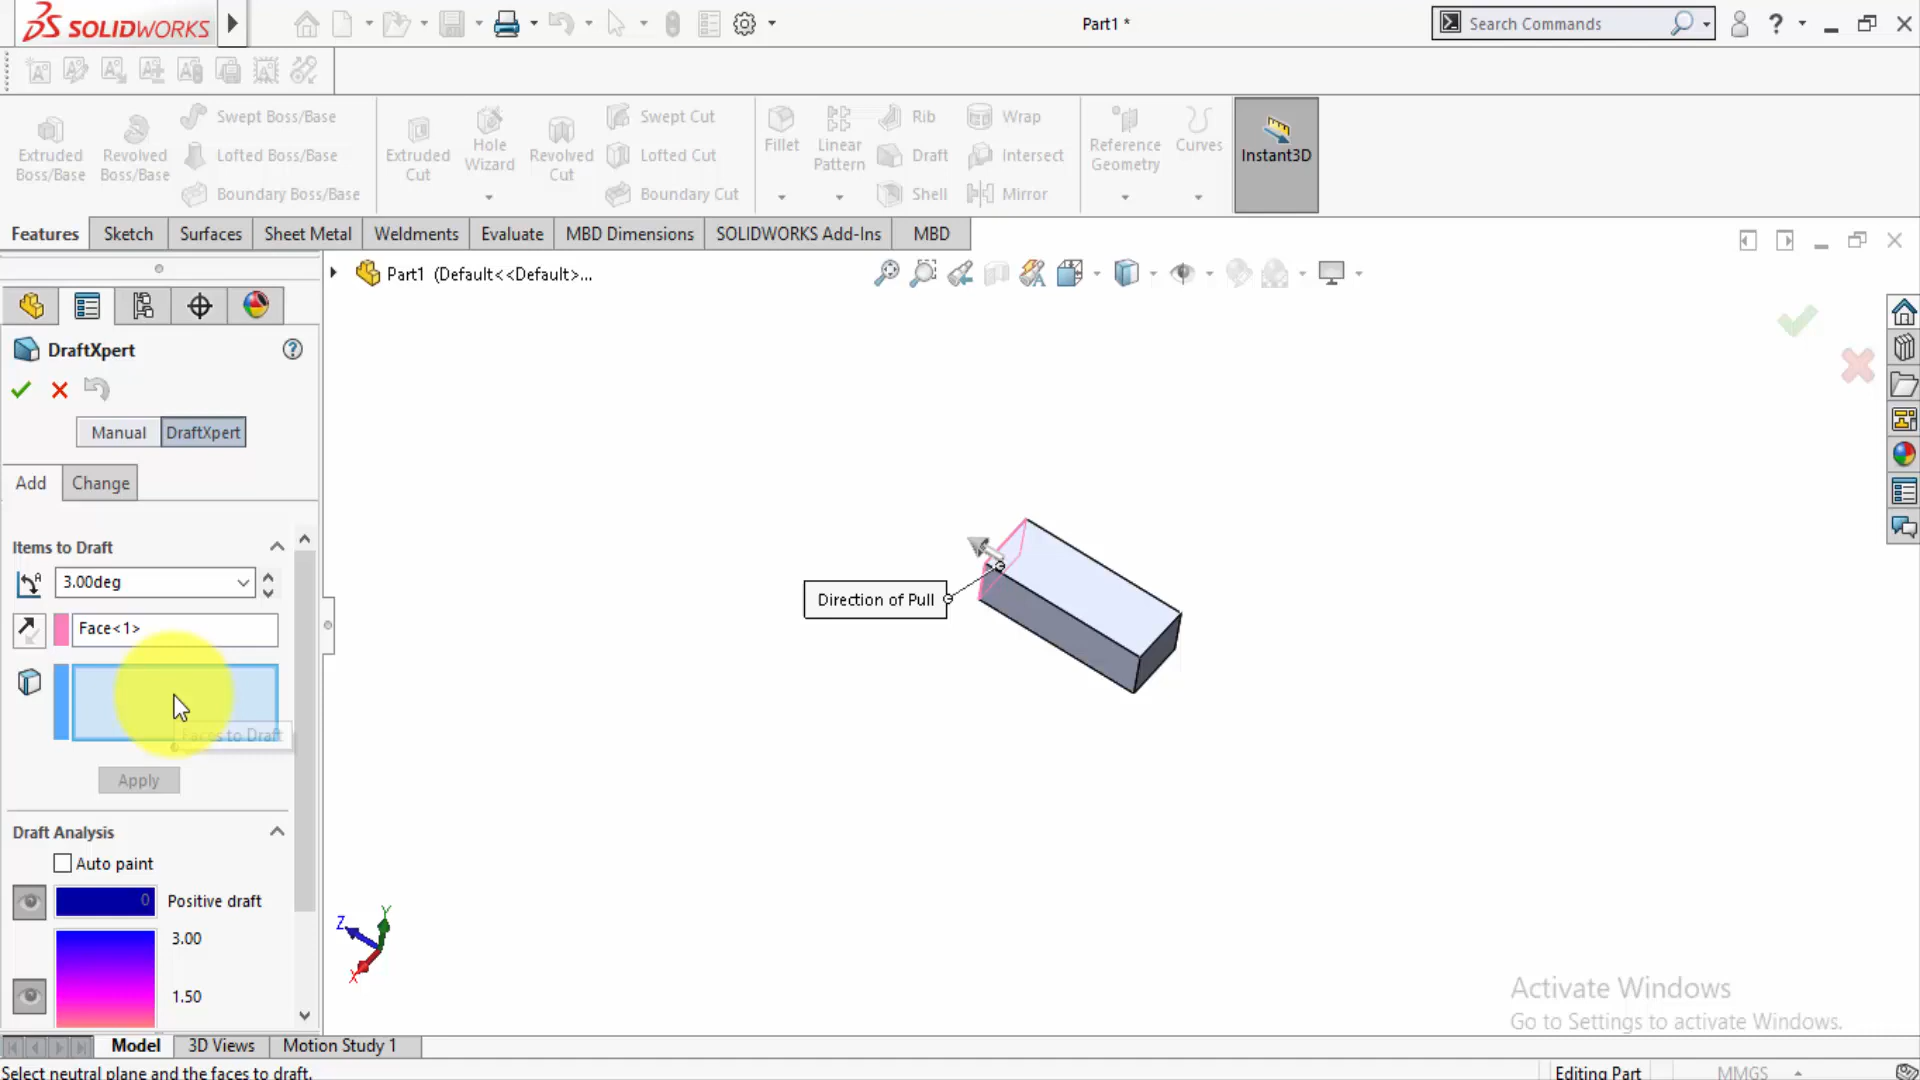 SOLIDWORKS
Part1 *
Search Commands
Extruded Boss/Base
Revolved Boss/Base
Swept Boss/Base
Lofted Boss/Base
Boundary Boss/Base
Extruded Cut
Hole Wizard
Revolved Cut
Swept Cut
Lofted Cut
Boundary Cut
Fillet
Linear Pattern
Rib
Draft
Shell
Wrap
Intersect
Mirror
Reference Geometry
Curves
Instant3D
Features
Sketch
Surfaces
Sheet Metal
Weldments
Evaluate
MBD Dimensions
SOLIDWORKS Add-Ins
MBD
Part1 (Default<<Default>...
DraftXpert
Manual
DraftXpert
Add
Change
Items to Draft
3.00deg
Face<1>
Faces to Draft
Apply
Draft Analysis
Auto paint
0
Positive draft
3.00
1.50
Direction of Pull
Z
Y
X
Activate Windows
Go to Settings to activate Windows.
Model
3D Views
Motion Study 1
Select neutral plane and the faces to draft.
Editing Part
MMGS